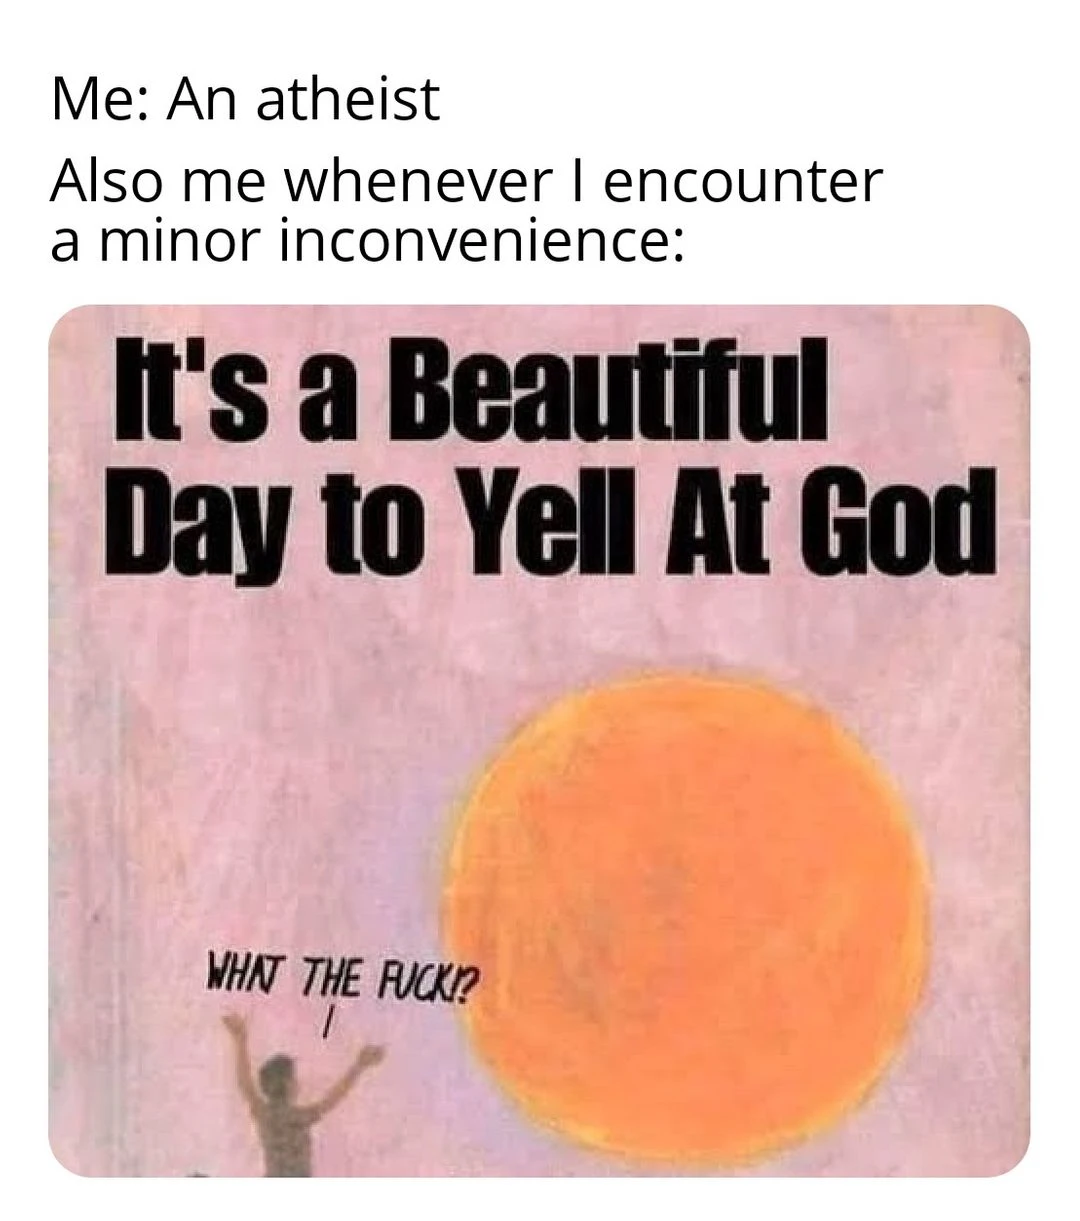 Me: An atheist
Also me whenever I encounter
a minor inconvenience:
It's a Beautiful
Day to Yell At God
WHAT THE FUCK!?